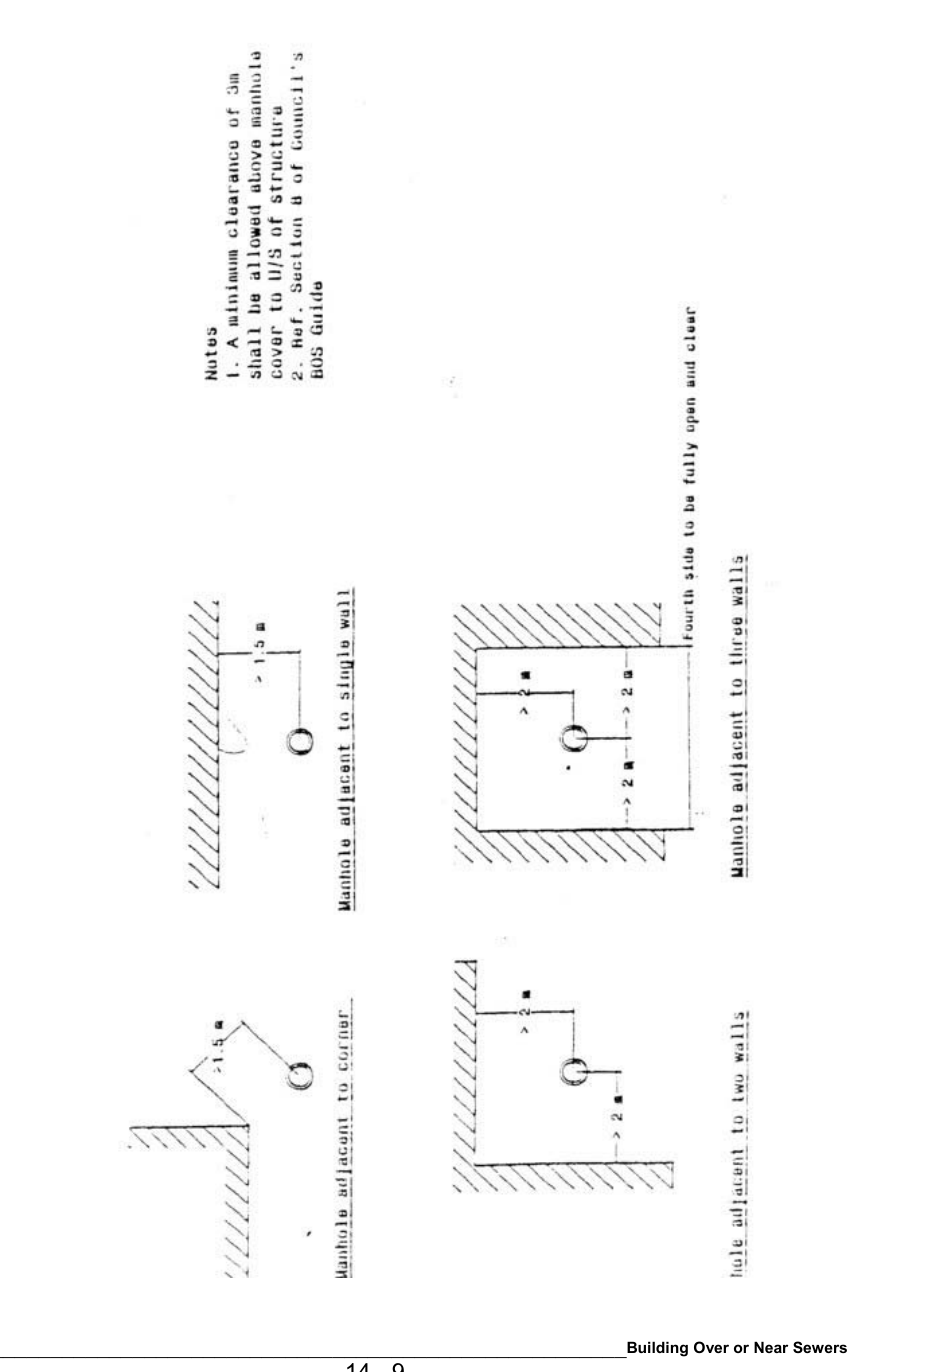 Notes
1. A minimum clearance of 3m
shall be allowed above manhole
cover to U/S of structure
2. Ref. Section 8 of Council's
BOS Guide
>1.5 m
Manhole adjacent to corner
> 1.5 m
Manhole adjacent to single wall
> 2 m
> 2 m
hole adjacent to two walls
> 2 m
> 2 m
> 2 m
Fourth side to be fully open and clear
Manhole adjacent to three walls
Building Over or Near Sewers
14 9